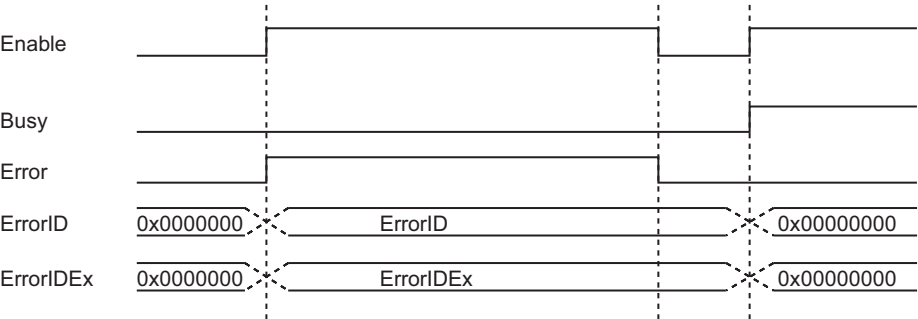 Enable
Busy
Error
ErrorID 0x0000000 ErrorID 0x00000000
ErrorIDEx 0x0000000 ErrorIDEx 0x00000000